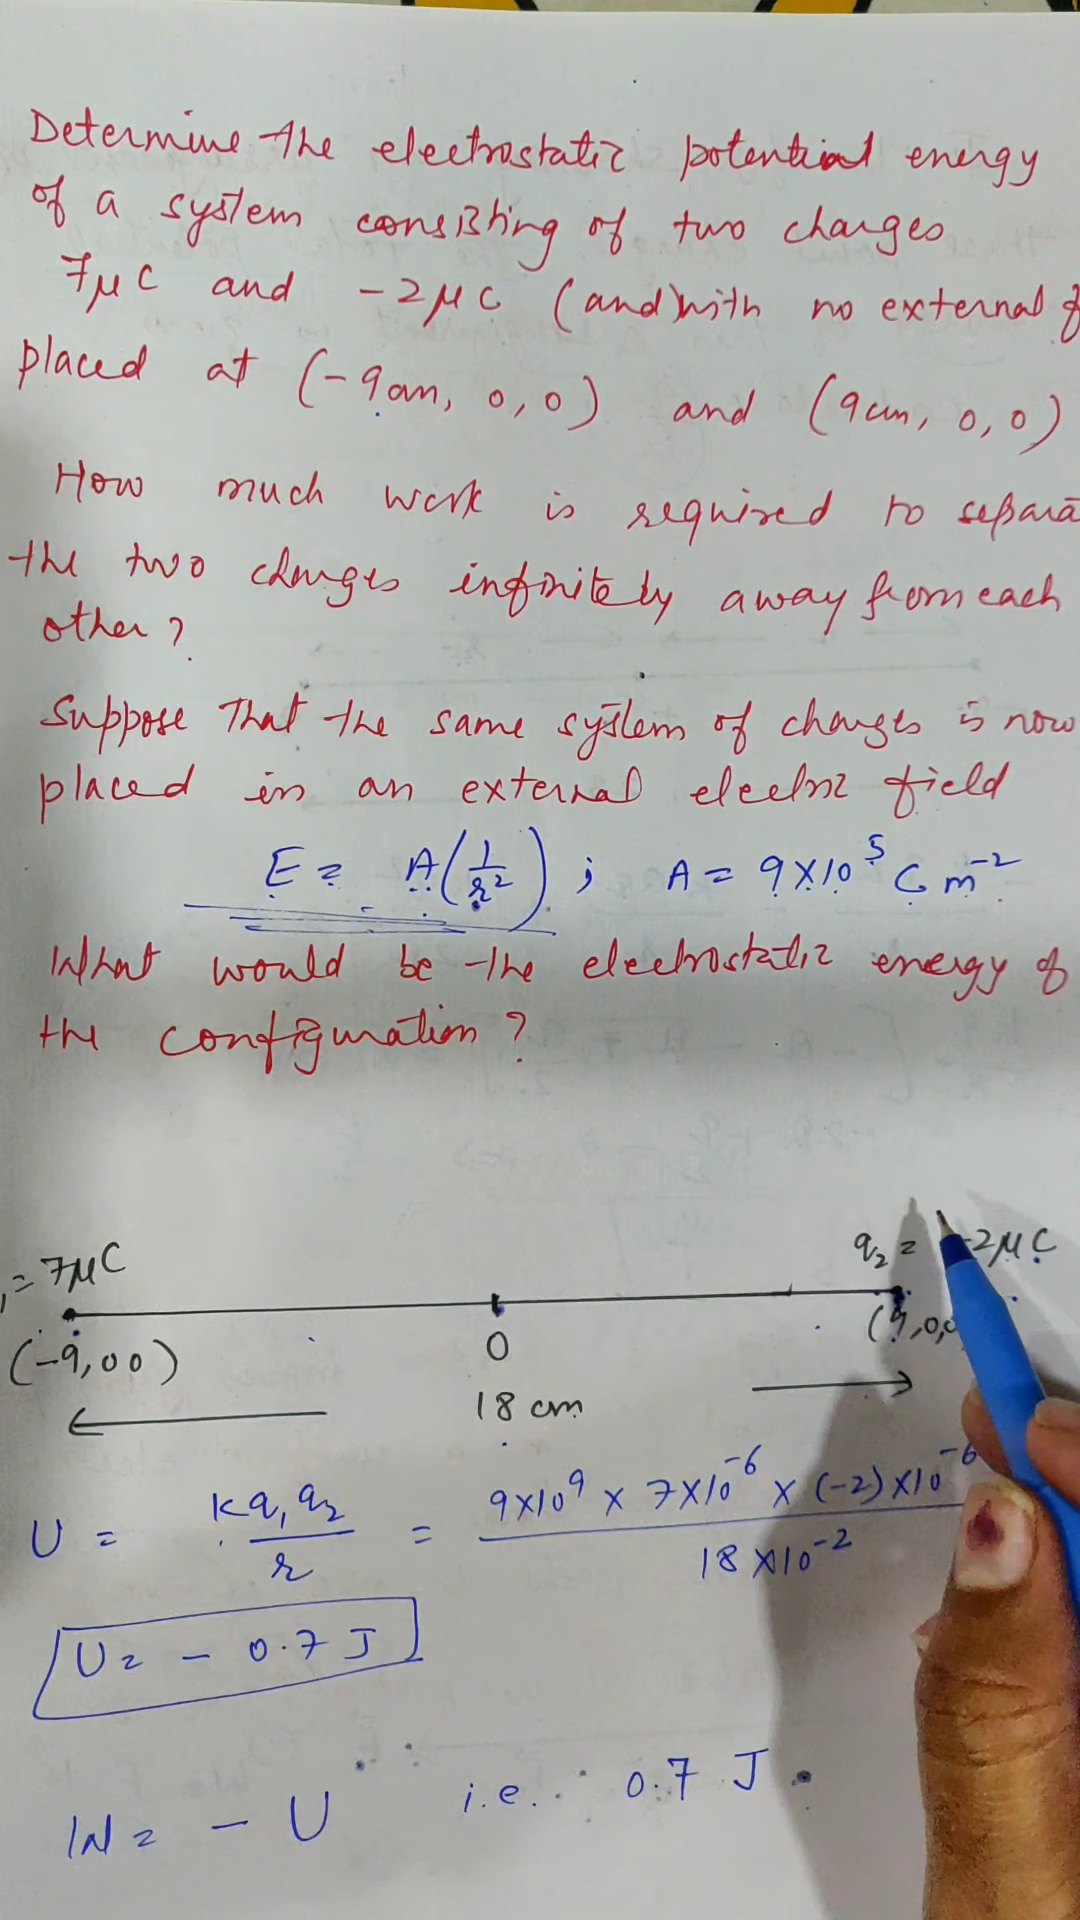 Determine the electrostatic potential energy
of a system consisting of two charges
7μC and -2μC (and) with no external f
placed at (-9cm, 0,0) and (9cm, 0,0)
How much work is required to separa
the two charges infinitely away from each
other?
Suppose That the same system of charges is now
placed in an external electric field
E = A(1/r²) ; A = 9×10⁵ C m⁻²
What would be the electrostatic energy of
the configuration?
= 7μC q₂ = -2μC
(-9,00) 0 (9,0,0
18 cm
U = kq₁q₂/r = 9×10⁹ × 7×10⁻⁶ × (-2)×10⁻⁶ / 18×10⁻²
U = - 0.7 J
W = - U i.e. 0.7 J.